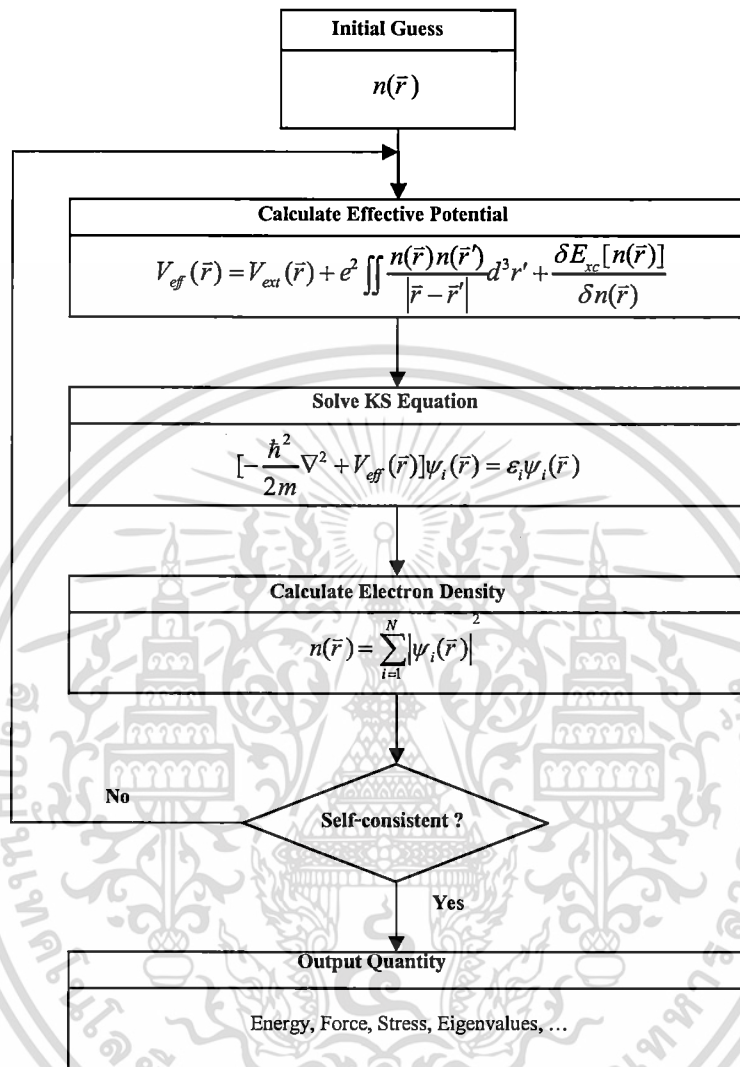 Initial Guess
n(r⃗)
Calculate Effective Potential
V_eff(r⃗) = V_ext(r⃗) + e² ∬ n(r⃗)n(r⃗′) / |r⃗ − r⃗′| d³r′ + δE_xc[n(r⃗)] / δn(r⃗)
Solve KS Equation
[−ℏ²/2m ∇² + V_eff(r⃗)]ψ_i(r⃗) = ε_iψ_i(r⃗)
Calculate Electron Density
n(r⃗) = ∑_{i=1}^{N} |ψ_i(r⃗)|²
No
Self-consistent ?
Yes
Output Quantity
Energy, Force, Stress, Eigenvalues, ...